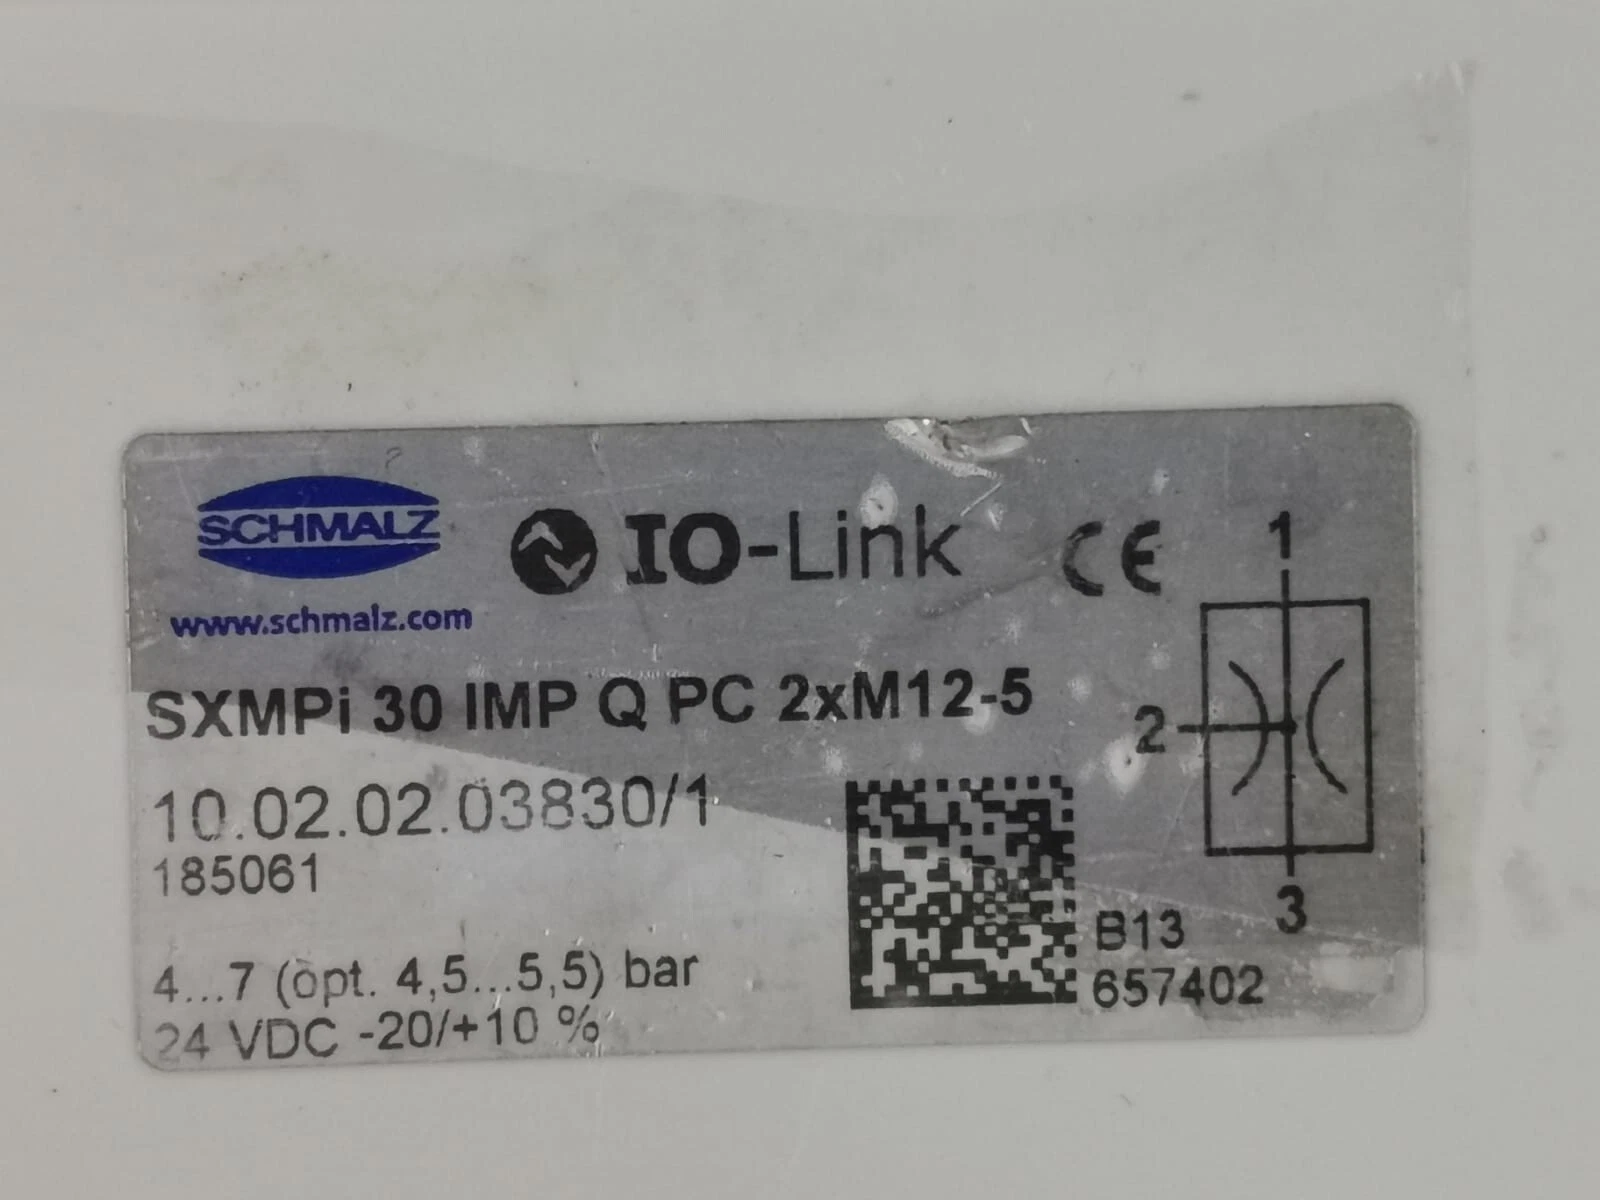 SCHMALZ
IO-Link CE
www.schmalz.com
SXMPi 30 IMP Q PC 2xM12-5
10.02.02.03830/1
185061
4...7 (opt. 4,5...5,5) bar
24 VDC -20/+10 %
B13
657402
1
2
3